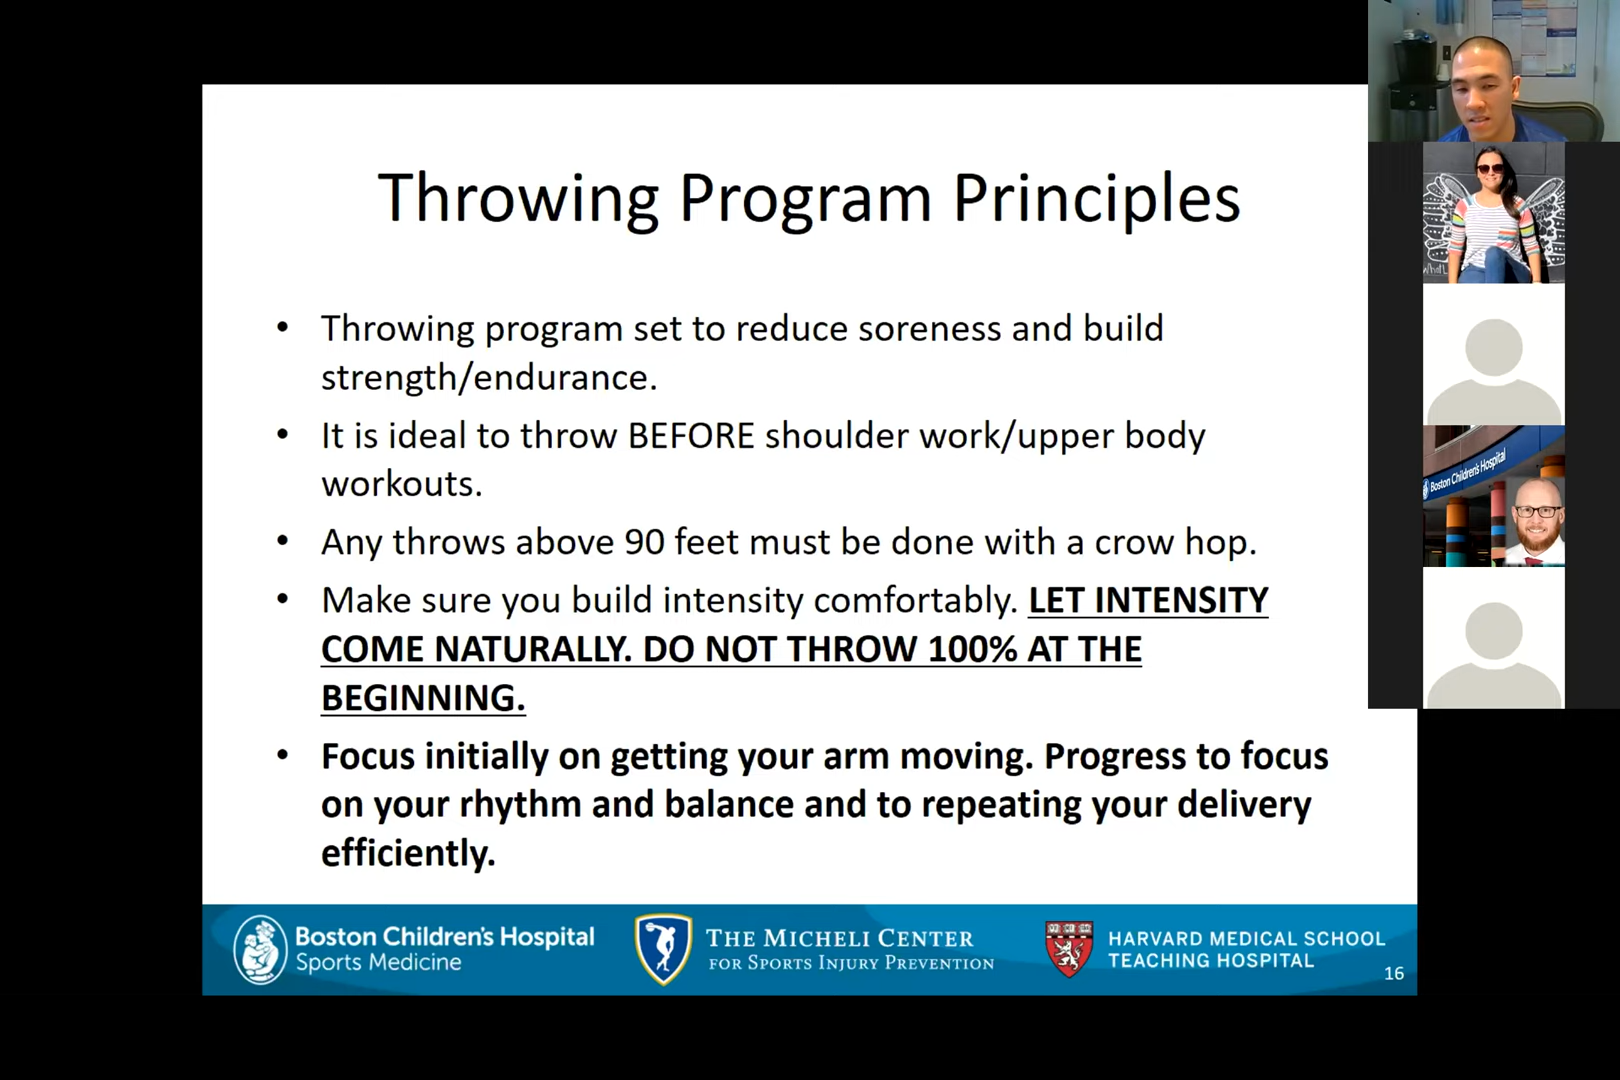 Throwing Program Principles
• Throwing program set to reduce soreness and build
strength/endurance.
• It is ideal to throw BEFORE shoulder work/upper body
workouts.
• Any throws above 90 feet must be done with a crow hop.
• Make sure you build intensity comfortably. LET INTENSITY
COME NATURALLY. DO NOT THROW 100% AT THE
BEGINNING.
• Focus initially on getting your arm moving. Progress to focus
on your rhythm and balance and to repeating your delivery
efficiently.
Boston Children's Hospital
Sports Medicine
THE MICHELI CENTER
FOR SPORTS INJURY PREVENTION
HARVARD MEDICAL SCHOOL
TEACHING HOSPITAL
16
Boston Children's Hospital